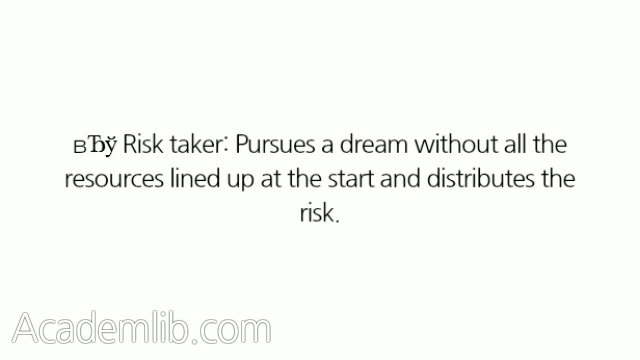 вЂў Risk taker: Pursues a dream without all the
resources lined up at the start and distributes the
risk.
Academlib.com